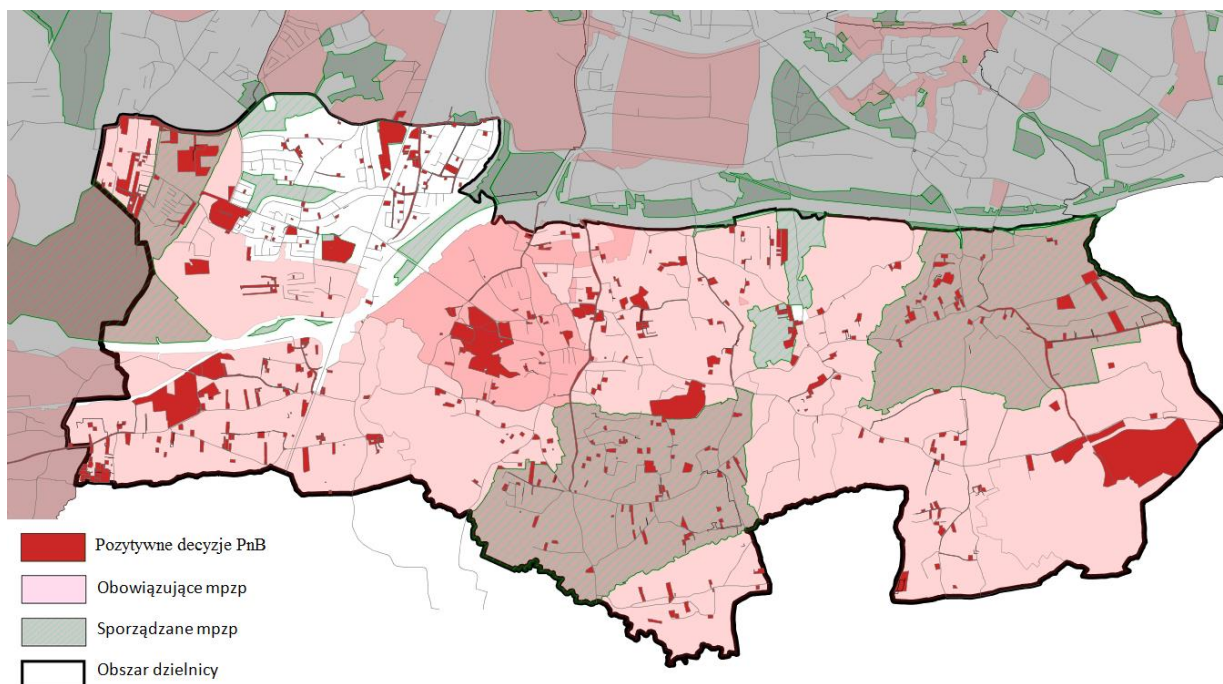 Pozytywne decyzje PnB
Obowiązujące mpzp
Sporządzane mpzp
Obszar dzielnicy